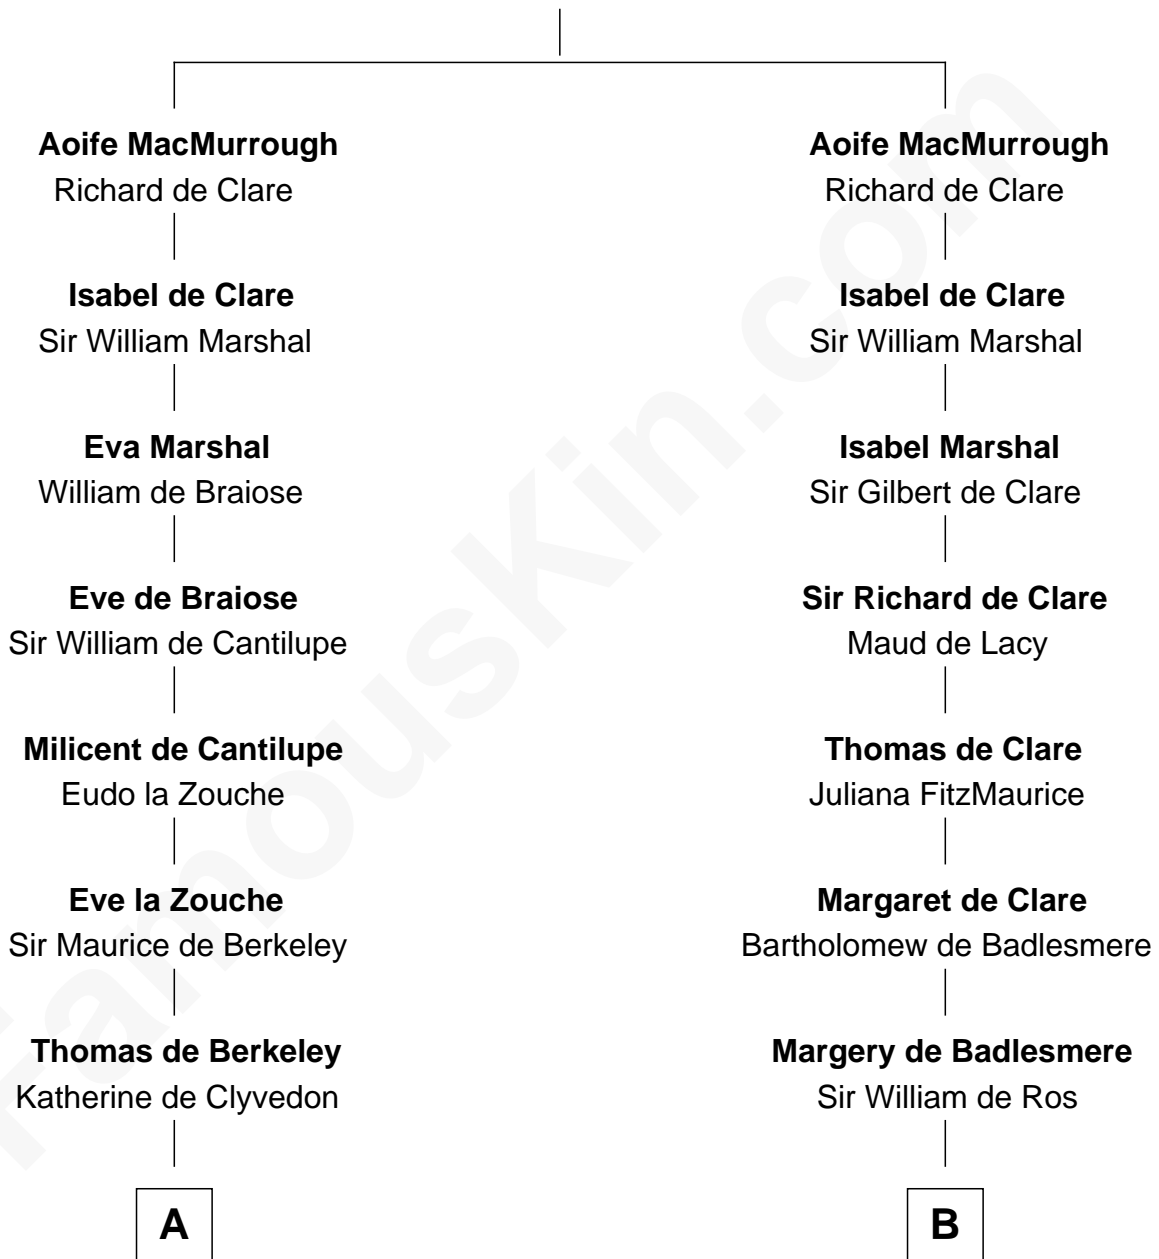 Aoife MacMurrough
Richard de Clare
Isabel de Clare
Sir William Marshal
Eva Marshal
William de Braiose
Eve de Braiose
Sir William de Cantilupe
Milicent de Cantilupe
Eudo la Zouche
Eve la Zouche
Sir Maurice de Berkeley
Thomas de Berkeley
Katherine de Clyvedon
A
Aoife MacMurrough
Richard de Clare
Isabel de Clare
Sir William Marshal
Isabel Marshal
Sir Gilbert de Clare
Sir Richard de Clare
Maud de Lacy
Thomas de Clare
Juliana FitzMaurice
Margaret de Clare
Bartholomew de Badlesmere
Margery de Badlesmere
Sir William de Ros
B
FamousKin.com